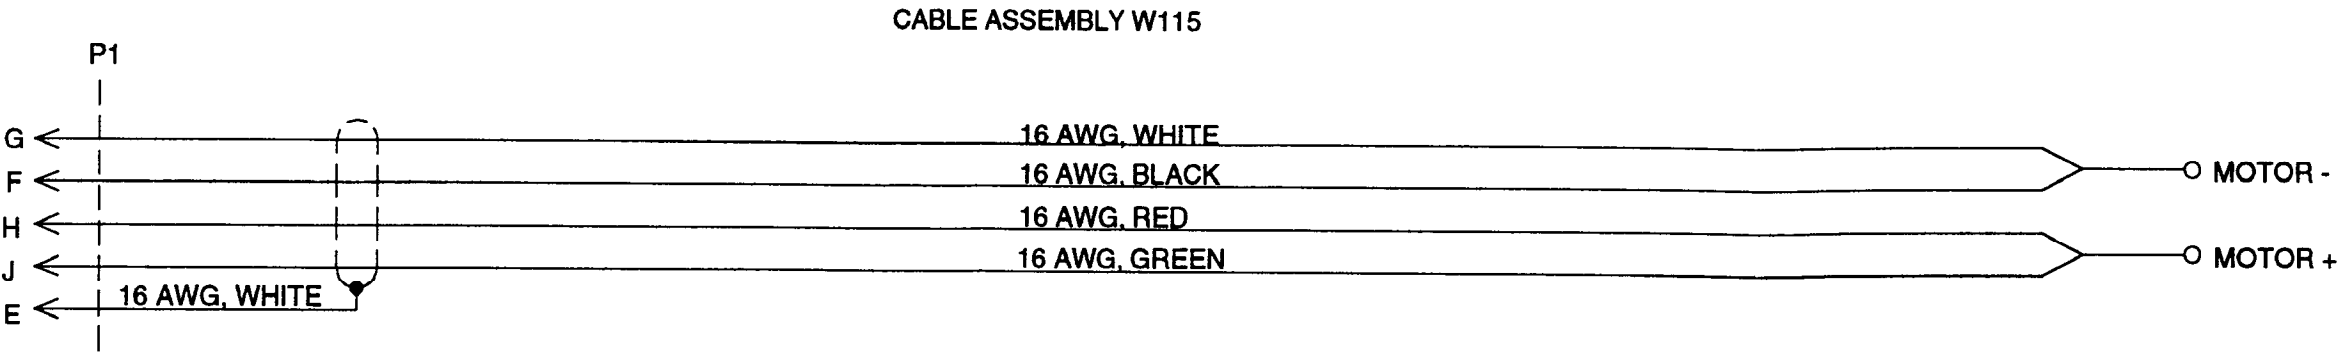 CABLE ASSEMBLY W115
P1
G
16 AWG, WHITE
F
16 AWG, BLACK
MOTOR -
H
16 AWG, RED
J
16 AWG, GREEN
MOTOR +
E
16 AWG, WHITE